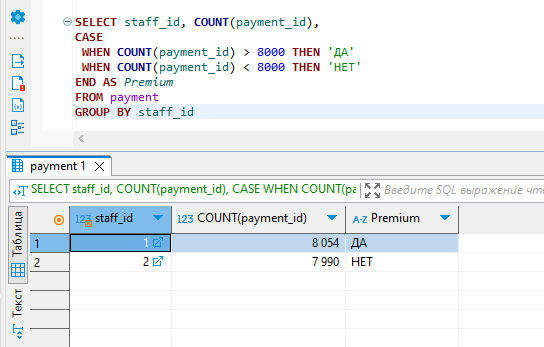 SELECT staff_id, COUNT(payment_id),
CASE
WHEN COUNT(payment_id) > 8000 THEN 'ДА'
WHEN COUNT(payment_id) < 8000 THEN 'НЕТ'
END AS Premium
FROM payment
GROUP BY staff_id
payment 1
SELECT staff_id, COUNT(payment_id), CASE WHEN COUNT(pa
Введите SQL выражение чт
Таблица
Текст
123 staff_id
123 COUNT(payment_id)
A-Z Premium
1 1 8 054 ДА
2 2 7 990 НЕТ